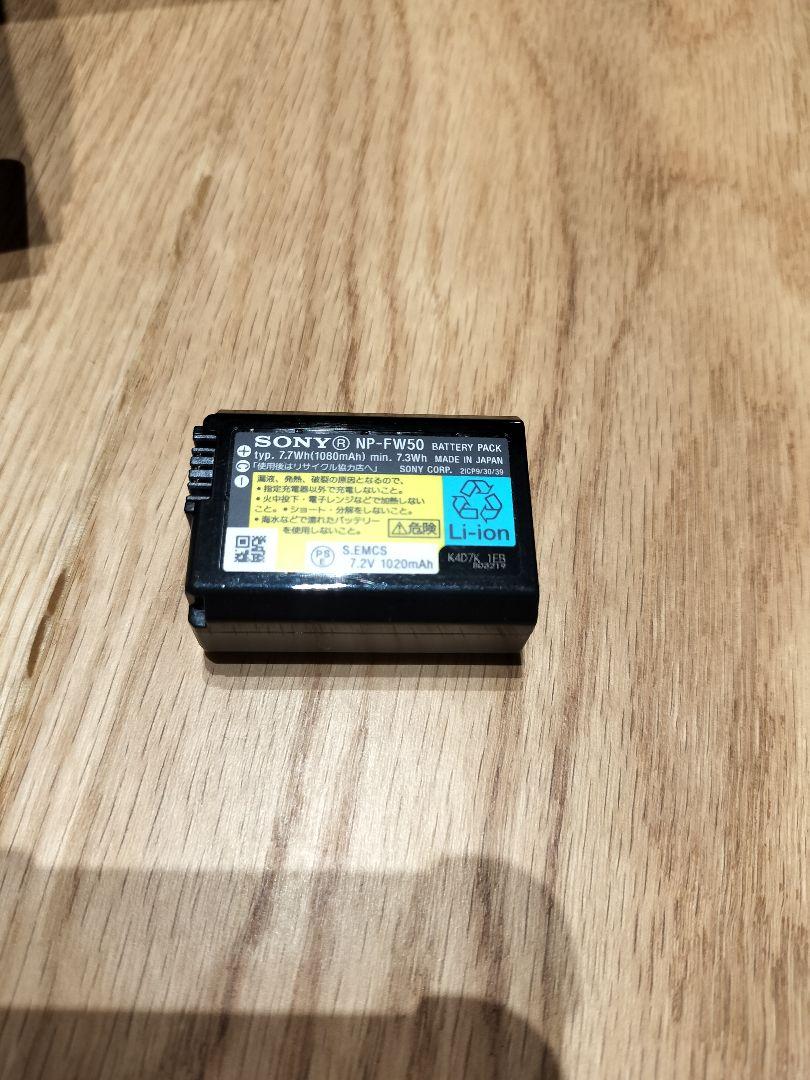 SONY® NP-FW50 BATTERY PACK
typ. 7.7Wh(1080mAh) min. 7.3Wh MADE IN JAPAN
「使用後はリサイクル協力店へ」 SONY CORP. 2ICP9/30/39
漏液、発熱、破裂の原因となるので、
・指定充電器以外で充電しないこと。
・火中投下・電子レンジなどで加熱しない
こと。・ショート・分解をしないこと。
・海水などで濡れたバッテリー
を使用しないこと。
⚠危険
Li-ion
PS
E
S.EMCS
7.2V 1020mAh
K4D7K 1EB